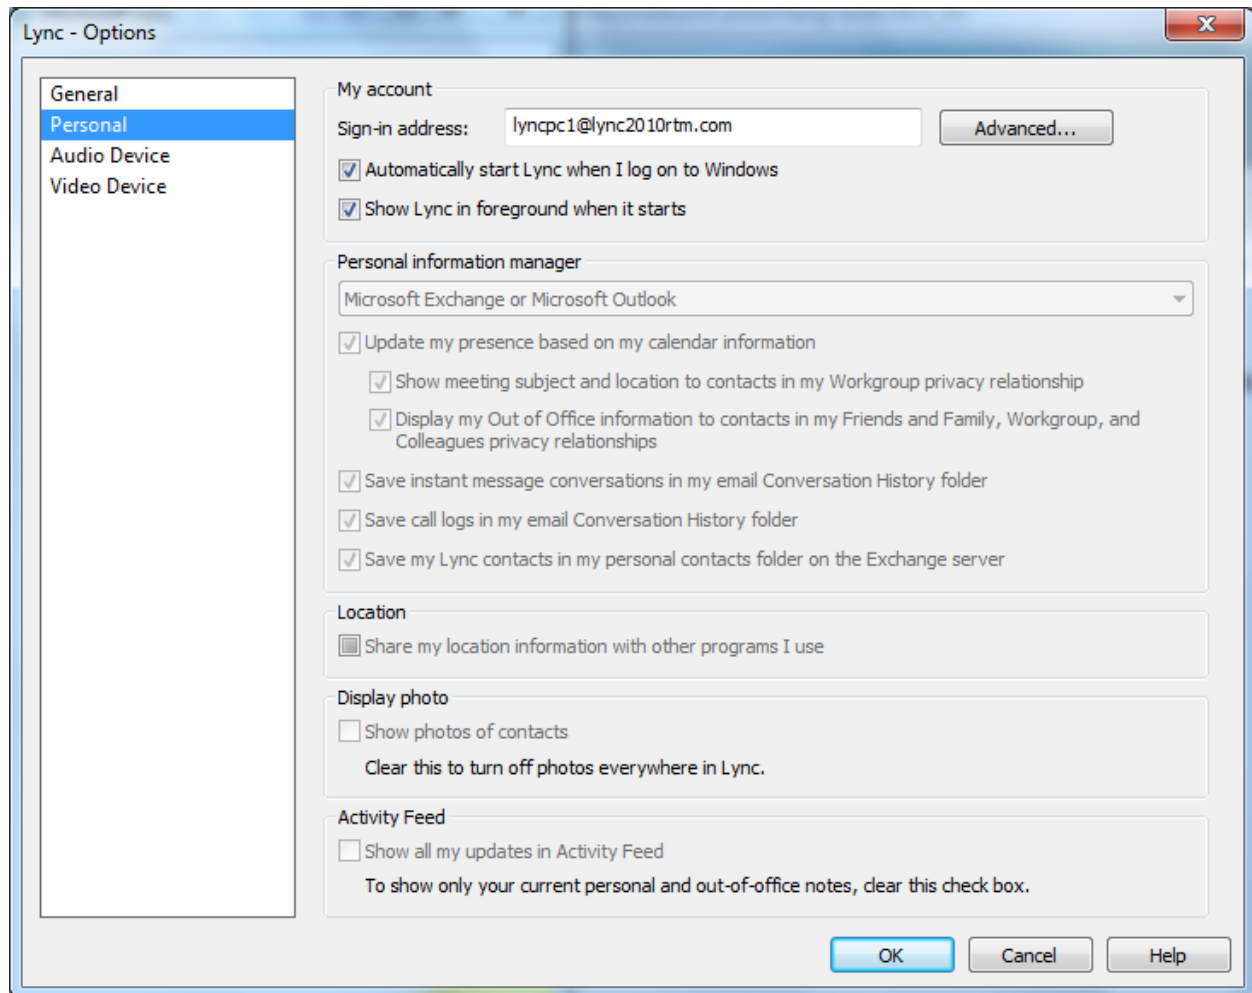 Lync - Options
General
Personal
Audio Device
Video Device
My account
Sign-in address:
lyncpc1@lync2010rtm.com
Advanced...
Automatically start Lync when I log on to Windows
Show Lync in foreground when it starts
Personal information manager
Microsoft Exchange or Microsoft Outlook
Update my presence based on my calendar information
Show meeting subject and location to contacts in my Workgroup privacy relationship
Display my Out of Office information to contacts in my Friends and Family, Workgroup, and
Colleagues privacy relationships
Save instant message conversations in my email Conversation History folder
Save call logs in my email Conversation History folder
Save my Lync contacts in my personal contacts folder on the Exchange server
Location
Share my location information with other programs I use
Display photo
Show photos of contacts
Clear this to turn off photos everywhere in Lync.
Activity Feed
Show all my updates in Activity Feed
To show only your current personal and out-of-office notes, clear this check box.
OK
Cancel
Help